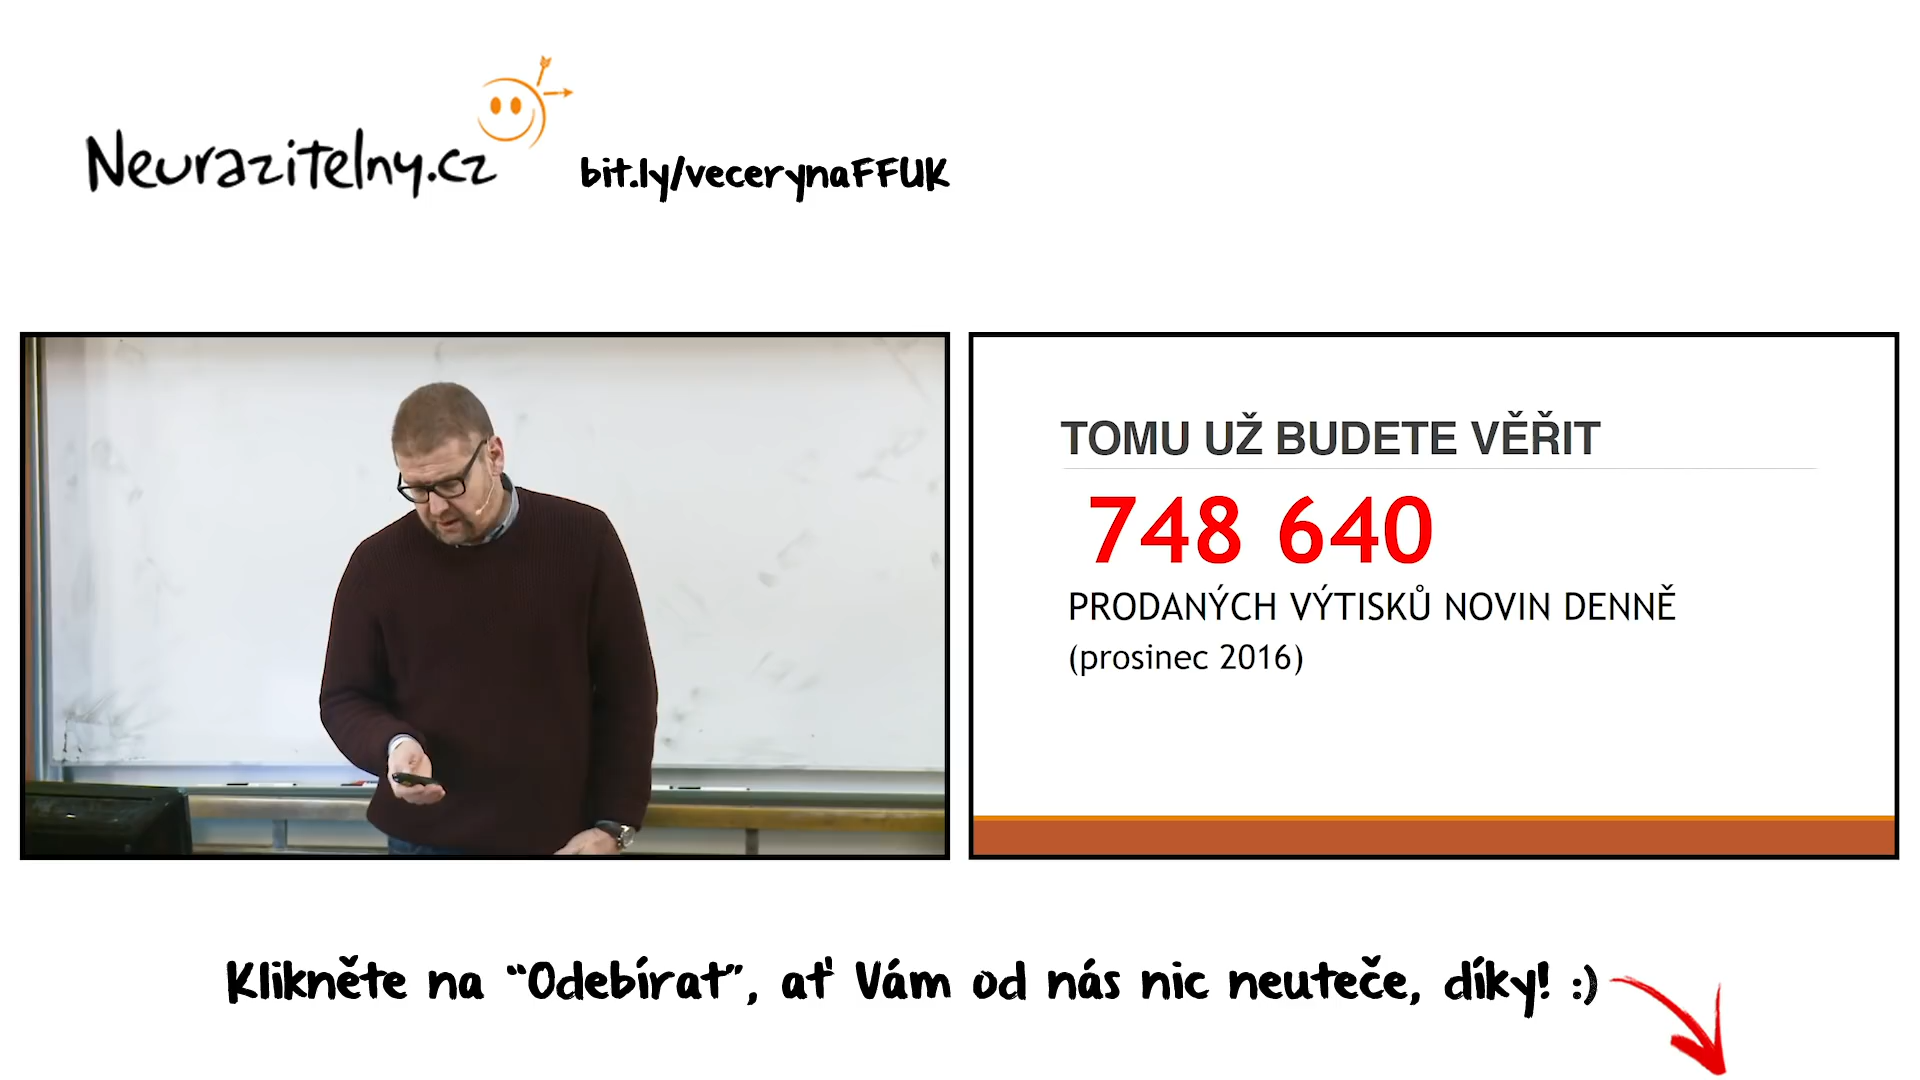 Neurazitelny.cz
bit.ly/vecerynaFFUK
TOMU UŽ BUDETE VĚŘIT
748 640
PRODANÝCH VÝTISKŮ NOVIN DENNĚ
(prosinec 2016)
Klikněte na “Odebírat”, ať Vám od nás nic neuteče, díky! :)